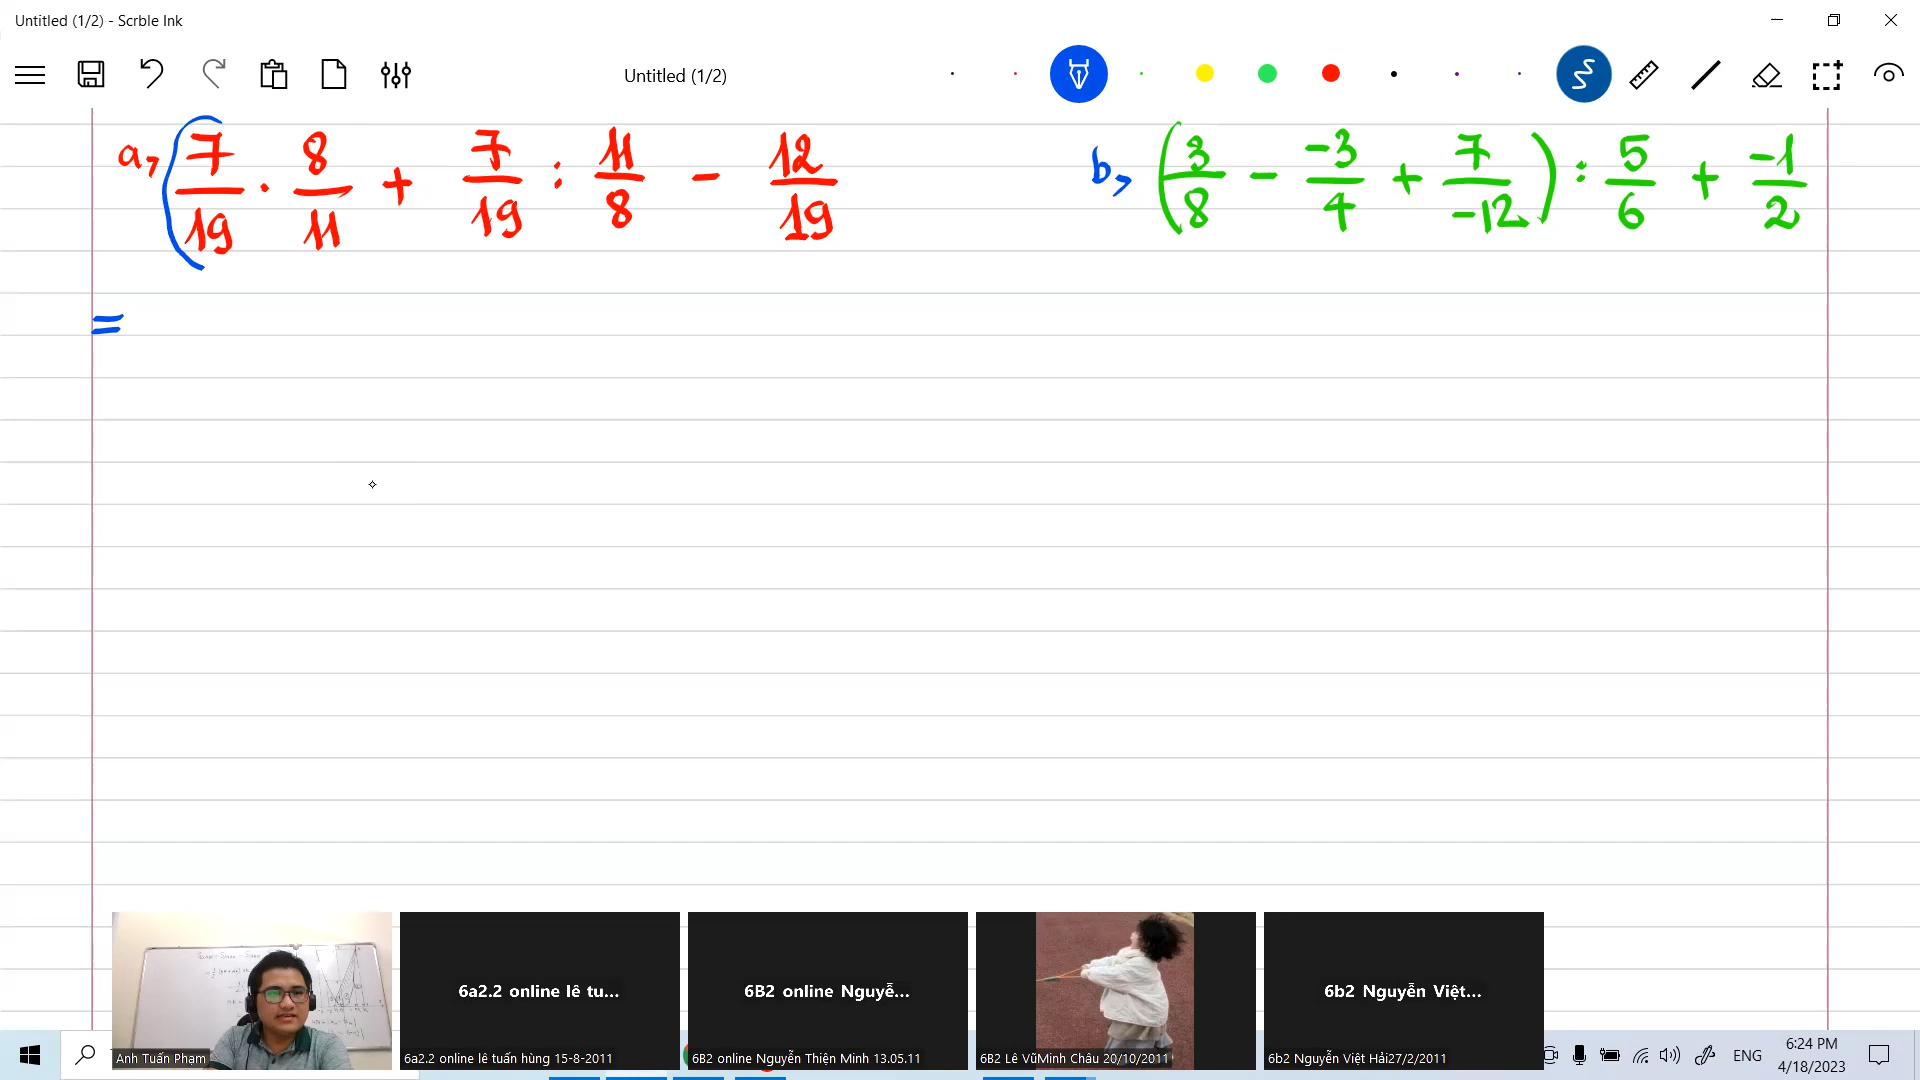 Untitled (1/2) - Scrble Ink
Untitled (1/2)
a, (7/19 . 8/11 + 7/19 : 11/8 - 12/19
b, (3/8 - -3/4 + 7/-12) : 5/6 + -1/2
=
6a2.2 online lê tu...
6B2 online Nguyễ...
6b2 Nguyễn Việt...
Anh Tuấn Phạm
6a2.2 online lê tuấn hùng 15-8-2011
6B2 online Nguyễn Thiện Minh 13.05.11
6B2 Lê VũMinh Châu 20/10/2011
6b2 Nguyễn Việt Hải27/2/2011
ENG
6:24 PM
4/18/2023